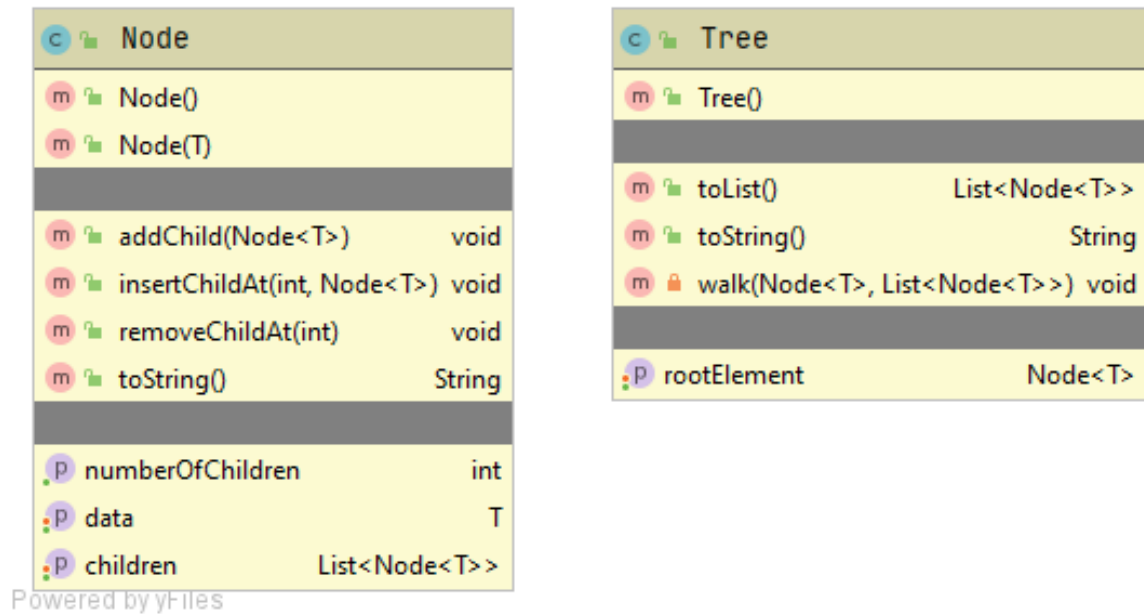 c Node
m Node()
m Node(T)
m addChild(Node<T>) void
m insertChildAt(int, Node<T>) void
m removeChildAt(int) void
m toString() String
p numberOfChildren int
p data T
p children List<Node<T>>
c Tree
m Tree()
m toList() List<Node<T>>
m toString() String
m walk(Node<T>, List<Node<T>>) void
p rootElement Node<T>
Powered by yFiles